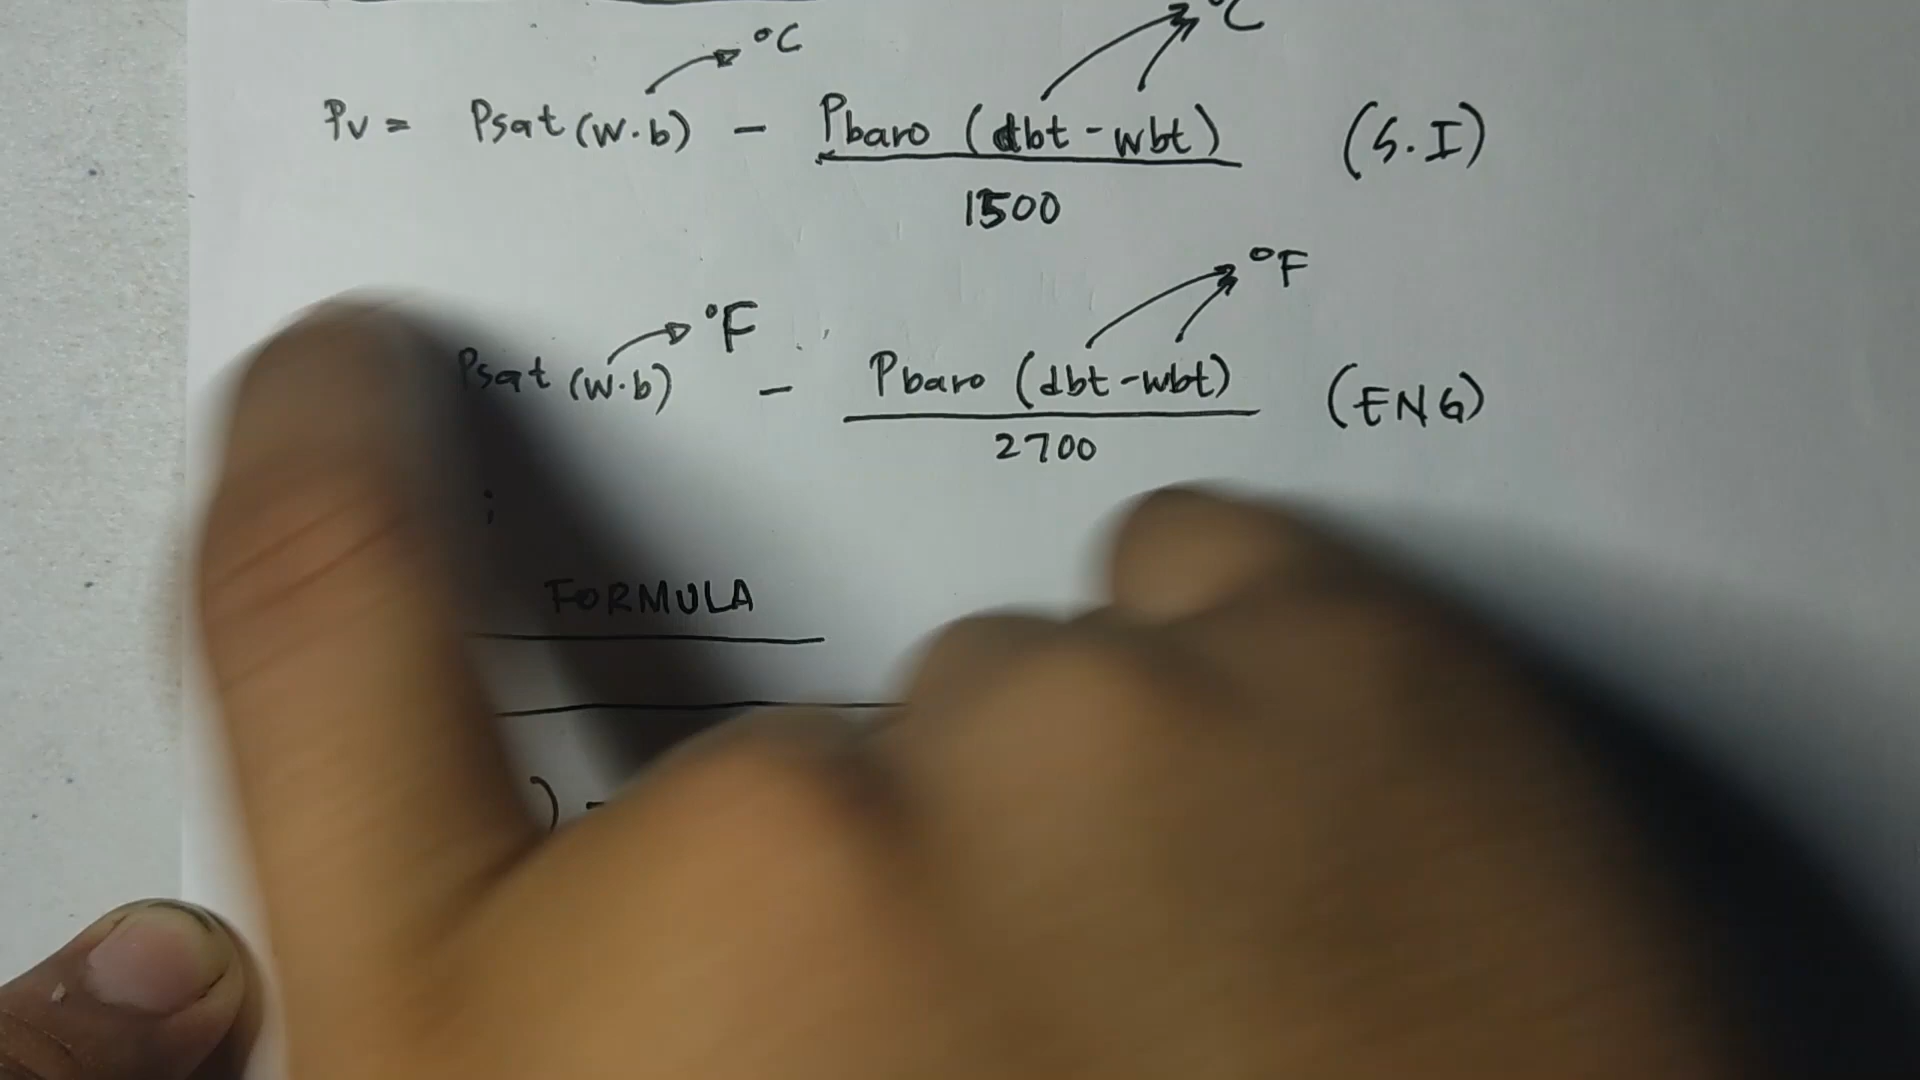 °C °C
Pv = Psat (w.b) - Pbaro (dbt - wbt) (S.I)
1500
°F °F
Psat (w.b) - Pbaro (dbt - wbt) (ENG)
2700
;
FORMULA
) -